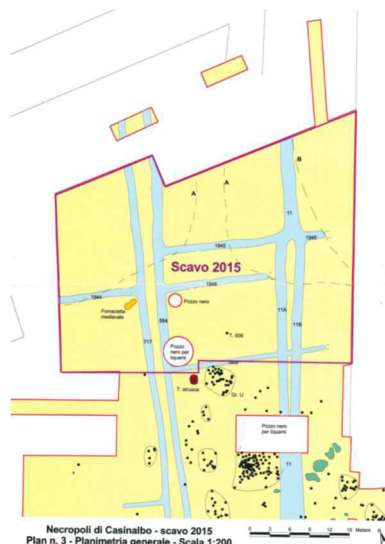 A
A
B
11
1945
1945
Scavo 2015
1944
1946
Fornacetta
medievale
Pozzo nero
594
11A
11B
T. 636
717
Pozzo
nero per
liquami
T. etrusca
Gr. U
Pozzo nero
per liquami
11
Necropoli di Casinalbo - scavo 2015
0 3 6 9 12 15 Meters
N
Plan n. 3 - Planimetria generale - Scala 1:200